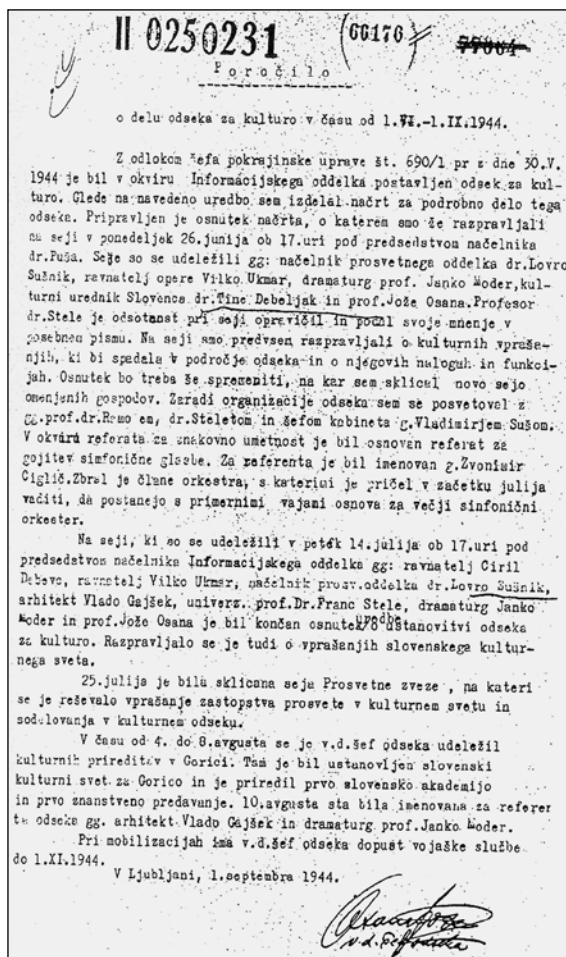 II 0250231 (66176) 77064
Poročilo
o delu odseka za kulturo v času od 1.VI.-1.IX.1944.
Z odlokom šefa pokrajinske uprave št. 690/1 pr z dne 30.V.
1944 je bil v okviru Informacijskega oddelka postavljen odsek za kul-
turo. Glede na navedeno uredbo sem izdelal načrt za podrobno delo tega
odseka. Pripravljen je osnutek načrta, o katerem smo že razpravljali
na seji v ponedeljek 26.junija ob 17.uri pod predsedstvom načelnika
dr.Puša. Seje so se udeležili gg: načelnik prosvetnega oddelka dr.Lovro
Sušnik, ravnatelj opere Vilko Ukmar, dramaturg prof. Janko Moder,kul-
turni urednik Slovenca dr.Tine Debeljak in prof.Jože Osana.Profesor
dr.Stele je odsotnost pri seji opravičil in podal svoje mnenje v
posebnem pismu. Na seji smo predvsem razpravljali o kulturnih vpraša-
njih, ki bi spadala v področje odseka in o njegovih nalogah in funkci-
jah. Osnutek bo treba še spremeniti, na kar sem sklical novo sejo
omenjenih gospodov. Zaradi organizacije odseka sem se posvetoval z
gg.prof.dr.Ramo em, dr.Steletom in šefom kabineta g.Vladimirjem Sušom.
V okviru referata za znakovno umetnost je bil osnovan referat za
gojitev simfonične glasbe. Za referenta je bil imenovan g.Zvonimir
Ciglič.Zbral je člane orkestra, s katerimi je pričel v začetku julija
vaditi, da postanejo s primernimi vajami osnova za večji sinfonični
orkester.
Na seji, ki so se udeležili v petek 14.julija ob 17.uri pod
predsedstvom načelnika Informacijskega oddelka gg: ravnatelj Ciril
Debevc, ravnatelj Vilko Ukmar, načelnik prosv.oddelka dr.Lovro Sušnik,
arhitekt Vlado Gajšek, univerz. prof.Dr.Franc Stele, dramaturg Janko
Moder in prof.Jože Osana je bil končan osnutek uredbe o ustanovitvi odseka
za kulturo. Razpravljalo se je tudi o vprašanjih slovenskega kultur-
nega sveta.
25.julija je bila sklicana seja Prosvetne zveze , na kateri
se je reševalo vprašanje zastopstva prosvete v kulturnem svetu in
sodelovanja v kulturnem odseku.
V času od 4. do 8.avgusta se je v.d.šef odseka udeležil
kulturnih prireditev v Gorici. Tam je bil ustanovljen slovenski
kulturni svet za Gorico in je priredil prvo slovensko akademijo
in prvo znanstveno predavanje. 10.avgusta sta bila imenovana za referen
ta odseka gg. arhitekt Vlado Gajšek in dramaturg prof.Janko Moder.
Pri mobilizacijah ima v.d.šef odseka dopust vojaške službe
do 1.XI.1944.
V Ljubljani, 1.septembra 1944.
v.d. šef odseka